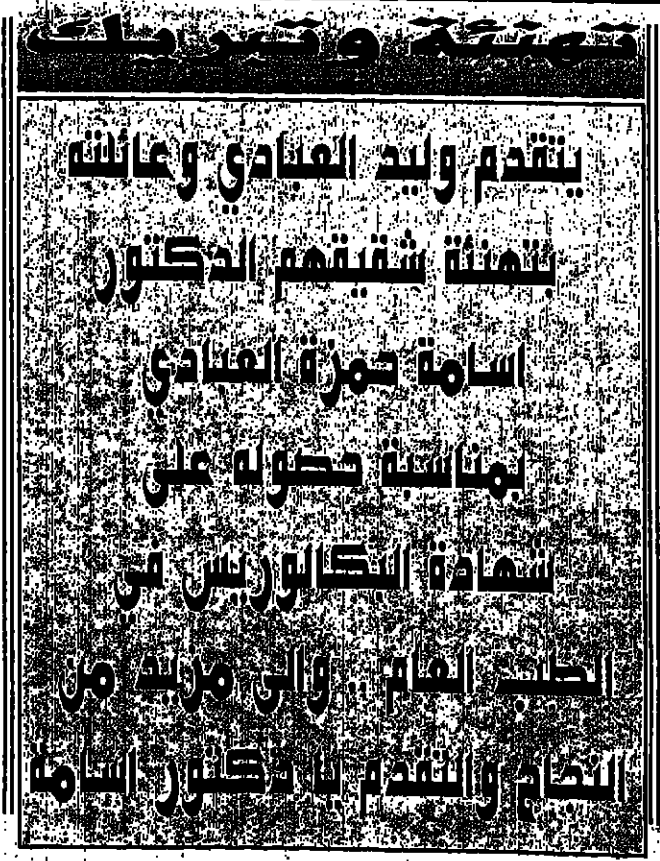 تهنئة وتبريك
يتقدم وليد العبادي وعائلته
بتهنئة شقيقهم الدكتور
اسامة حمزة العبادي
بمناسبة حصوله على
شهادة البكالوريس في
الطب العام . والى مزيد من
النجاح والتقدم يا دكتور اسامة